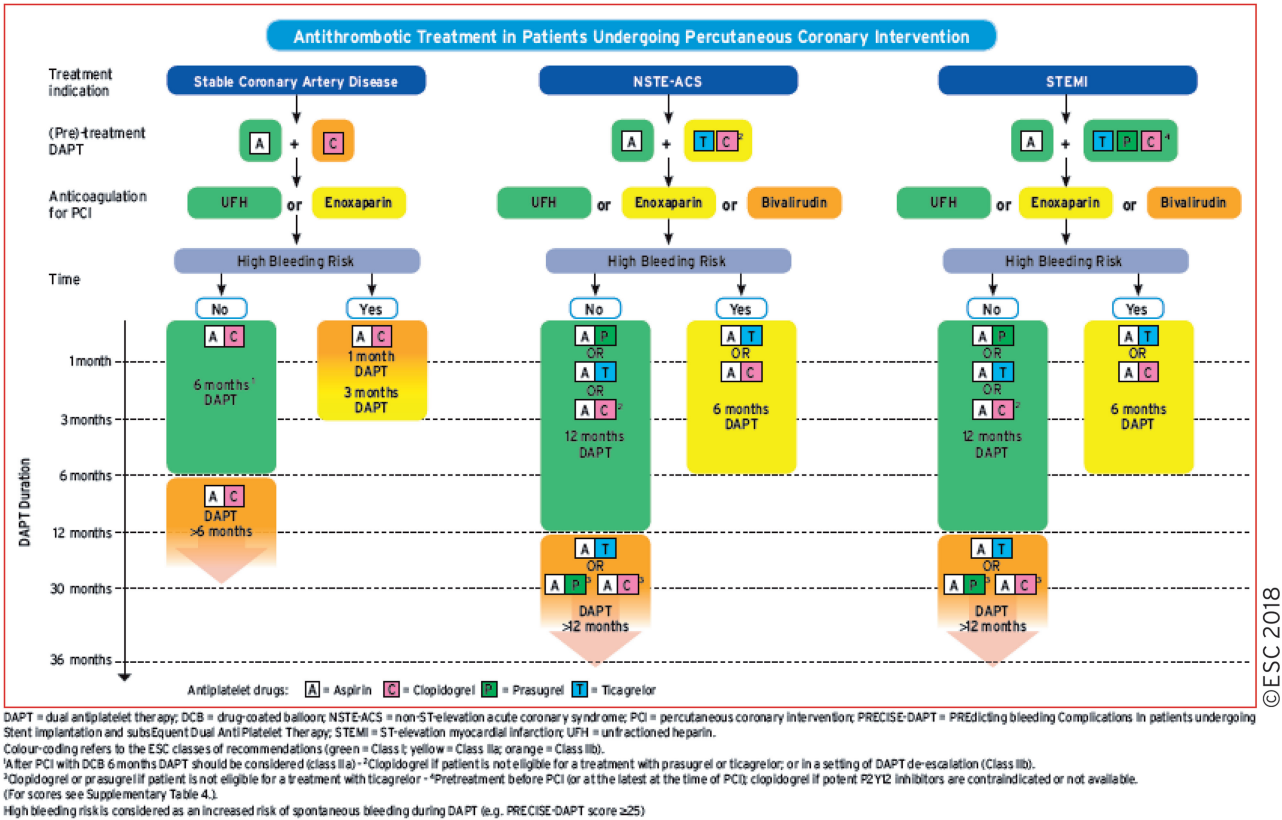 Antithrombotic Treatment in Patients Undergoing Percutaneous Coronary Intervention
Treatment indication
Stable Coronary Artery Disease
NSTE-ACS
STEMI
(Pre)-treatment DAPT
A + C
A + T C ²
A + T P C ⁴
Anticoagulation for PCI
UFH or Enoxaparin
UFH or Enoxaparin or Bivalirudin
UFH or Enoxaparin or Bivalirudin
High Bleeding Risk
High Bleeding Risk
High Bleeding Risk
Time
No
Yes
No
Yes
No
Yes
DAPT Duration
1 month
3 months
6 months
12 months
30 months
36 months
A C
6 months¹
DAPT
A C
DAPT
>6 months
A C
1 month
DAPT
3 months
DAPT
A P
OR
A T
OR
A C ²
12 months
DAPT
A T
OR
A P ³ A C ³
DAPT
>12 months
A T
OR
A C
6 months
DAPT
A P
OR
A T
OR
A C ²
12 months
DAPT
A T
OR
A P ³ A C ³
DAPT
>12 months
A T
OR
A C
6 months
DAPT
Antiplatelet drugs: A = Aspirin C = Clopidogrel P = Prasugrel T = Ticagrelor
©ESC 2018
DAPT = dual antiplatelet therapy; DCB = drug-coated balloon; NSTE-ACS = non-ST-elevation acute coronary syndrome; PCI = percutaneous coronary intervention; PRECISE-DAPT = PREdicting bleeding Complications In patients undergoing
Stent implantation and subsEquent Dual Anti Platelet Therapy; STEMI = ST-elevation myocardial infarction; UFH = unfractioned heparin.
Colour-coding refers to the ESC classes of recommendations (green = Class I; yellow = Class IIa; orange = Class IIb).
¹After PCI with DCB 6 months DAPT should be considered (class IIa) - ²Clopidogrel if patient is not eligible for a treatment with prasugrel or ticagrelor; or in a setting of DAPT de-escalation (Class IIb).
³Clopidogrel or prasugrel if patient is not eligible for a treatment with ticagrelor - ⁴Pretreatment before PCI (or at the latest at the time of PCI); clopidogrel if potent P2Y12 inhibitors are contraindicated or not available.
(For scores see Supplementary Table 4.).
High bleeding risk is considered as an increased risk of spontaneous bleeding during DAPT (e.g. PRECISE-DAPT score ≥25)